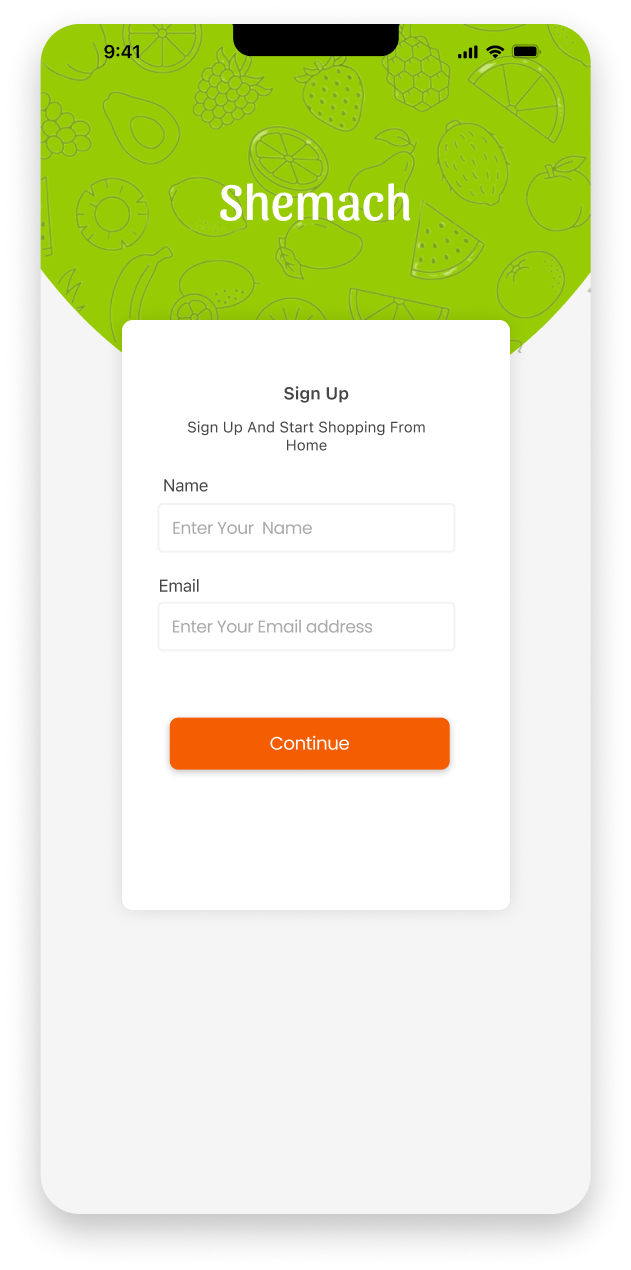 9:41
Shemach
Sign Up
Sign Up And Start Shopping From
Home
Name
Enter Your  Name
Email
Enter Your Email address
Continue